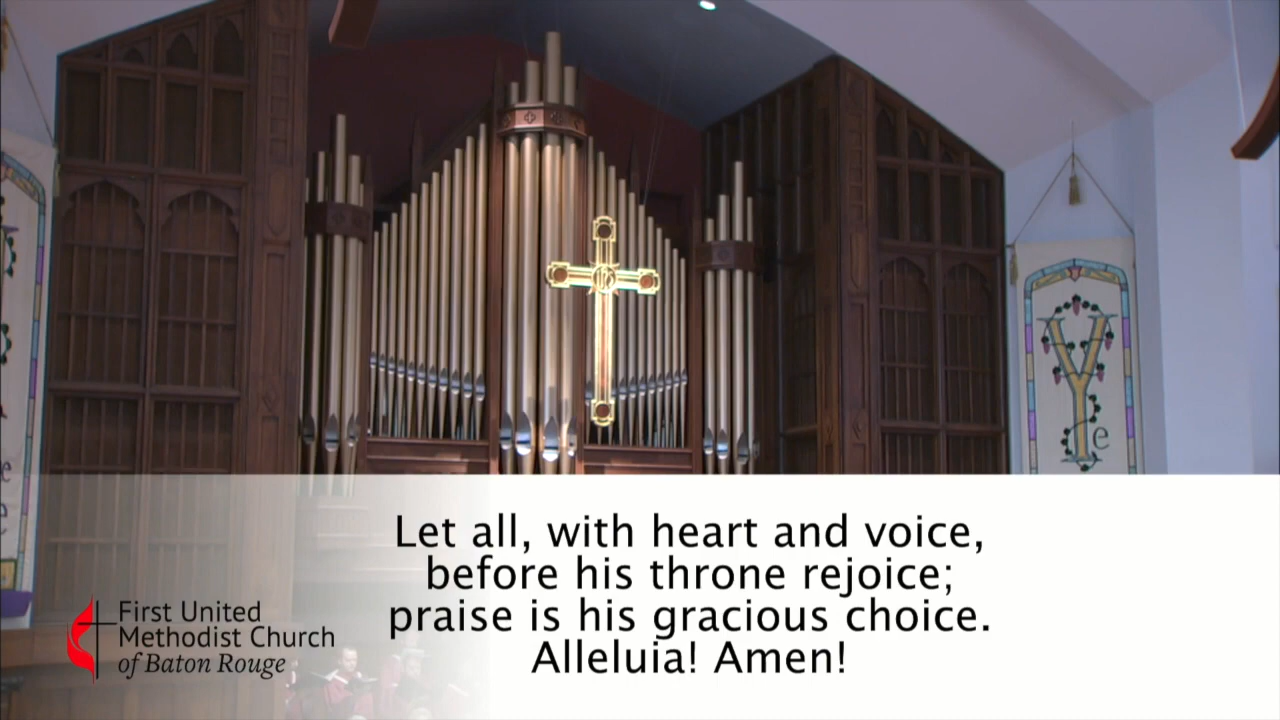 IHS
Y
e
Let all, with heart and voice,
before his throne rejoice;
praise is his gracious choice.
Alleluia! Amen!
First United
Methodist Church
of Baton Rouge